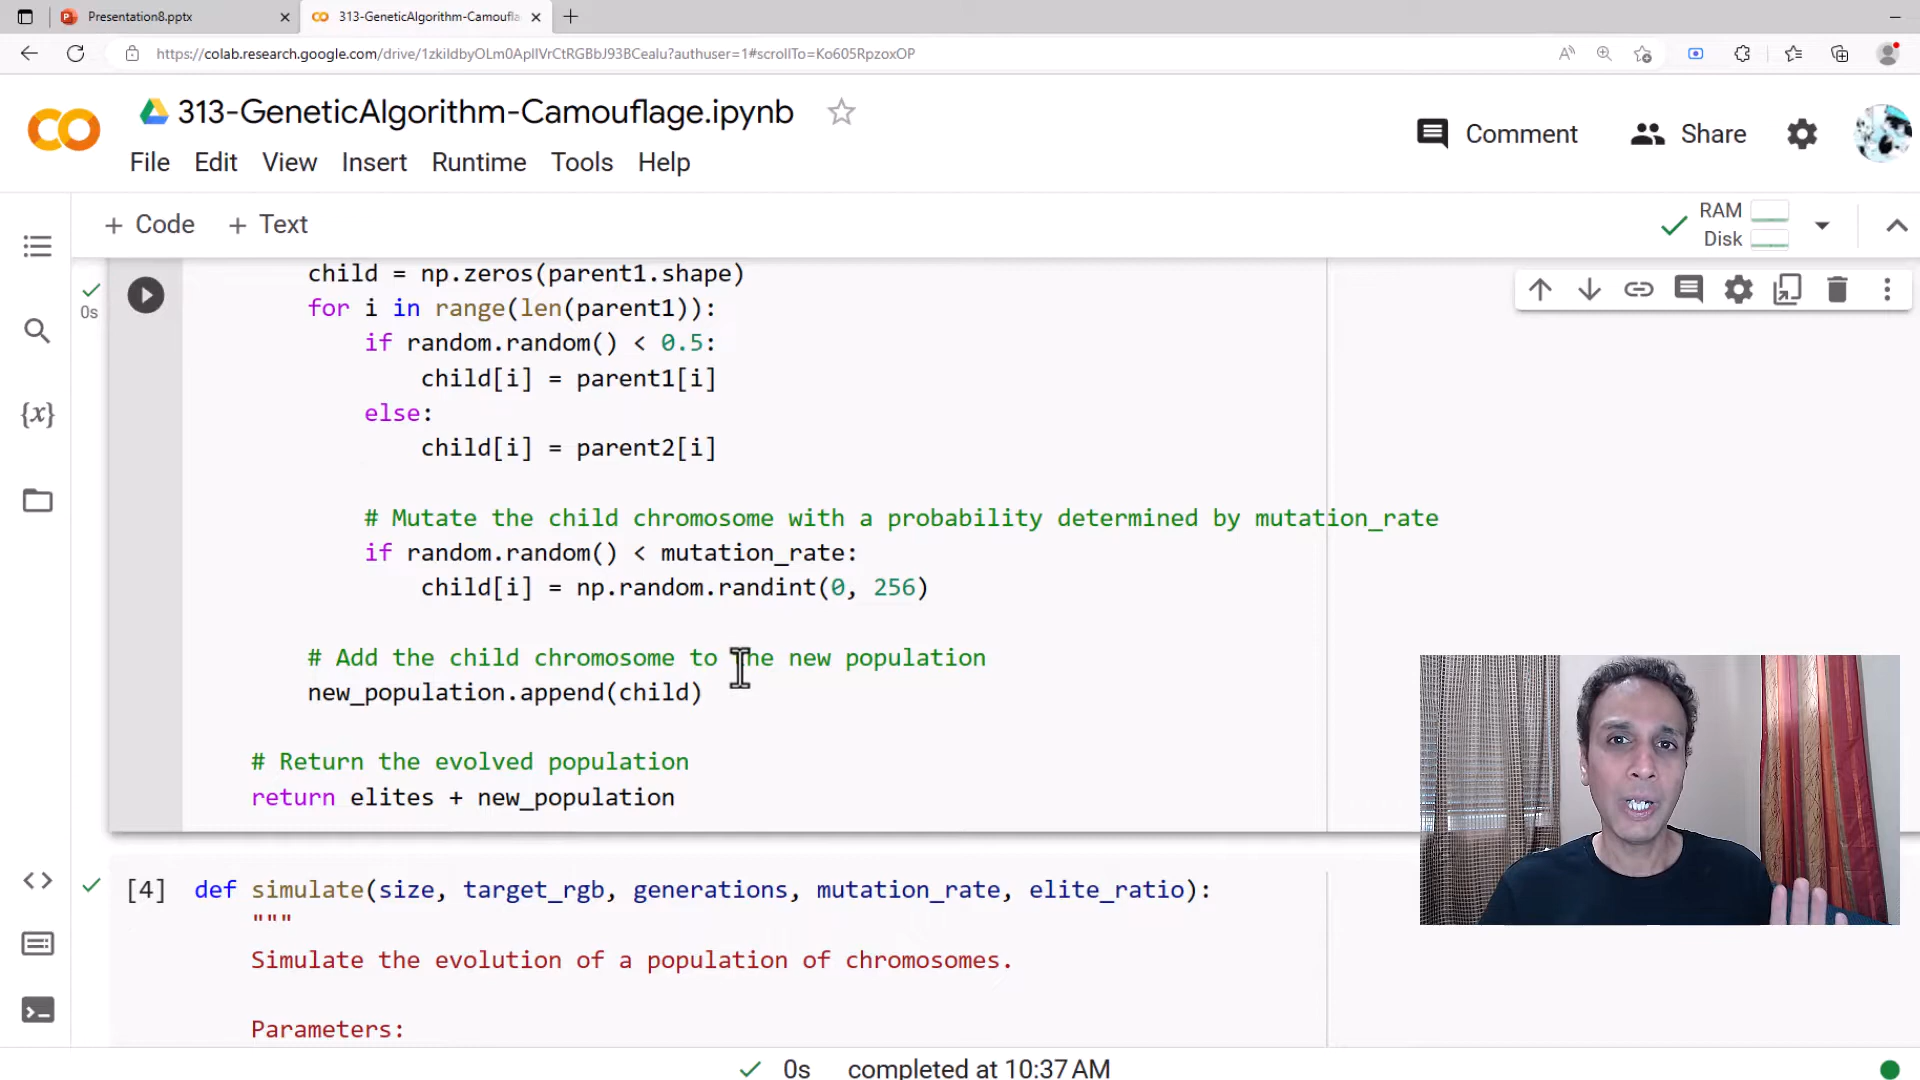 Presentation8.pptx
313-GeneticAlgorithm-Camoufla
https://colab.research.google.com/drive/1zkildbyOLm0ApllVrCtRGBbJ93BCealu?authuser=1#scrollTo=Ko605RpzoxOP
313-GeneticAlgorithm-Camouflage.ipynb
Comment
Share
File Edit View Insert Runtime Tools Help
+ Code + Text
RAM
Disk
0s
child = np.zeros(parent1.shape)
for i in range(len(parent1)):
if random.random() < 0.5:
child[i] = parent1[i]
else:
child[i] = parent2[i]
# Mutate the child chromosome with a probability determined by mutation_rate
if random.random() < mutation_rate:
child[i] = np.random.randint(0, 256)
# Add the child chromosome to the new population
new_population.append(child)
# Return the evolved population
return elites + new_population
[4] def simulate(size, target_rgb, generations, mutation_rate, elite_ratio):
"""
Simulate the evolution of a population of chromosomes.
Parameters:
0s completed at 10:37 AM